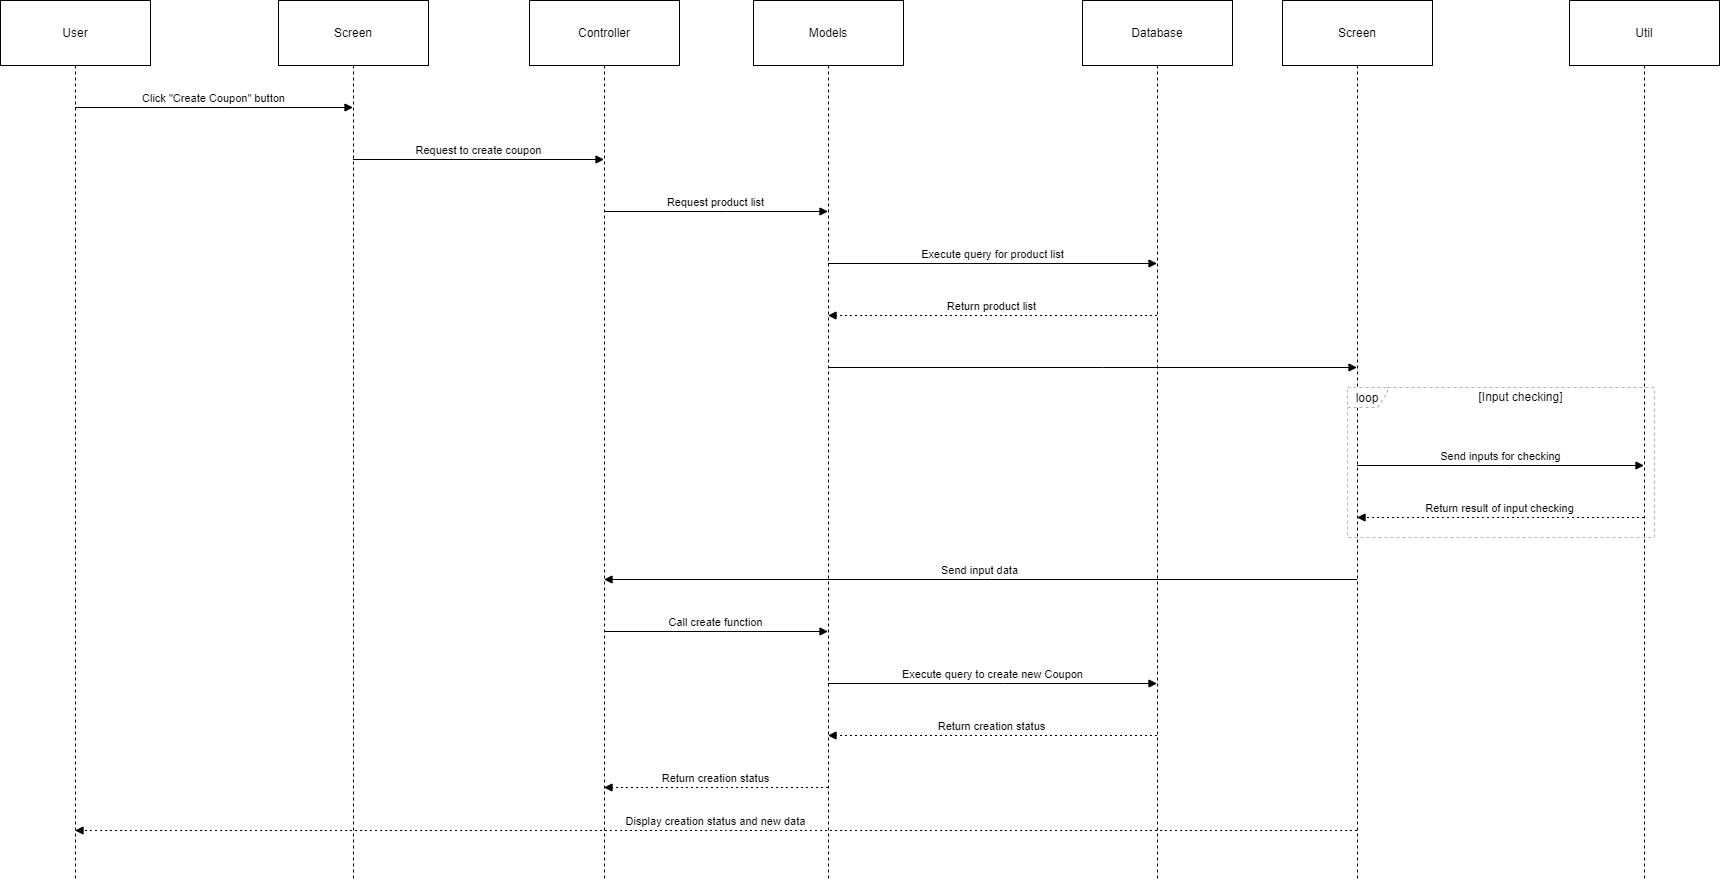 User
Screen
Controller
Models
Database
Screen
Util
Click "Create Coupon" button
Request to create coupon
Request product list
Execute query for product list
Return product list
loop
[Input checking]
Send inputs for checking
Return result of input checking
Send input data
Call create function
Execute query to create new Coupon
Return creation status
Return creation status
Display creation status and new data